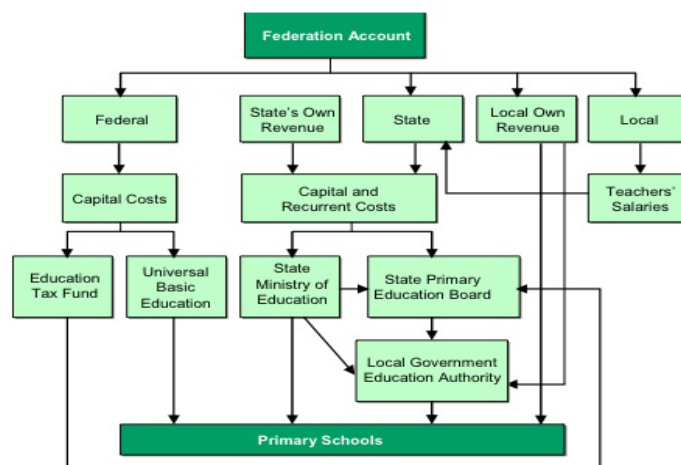 Federation Account
Federal
State's Own
Revenue
State
Local Own
Revenue
Local
Capital Costs
Capital and
Recurrent Costs
Teachers'
Salaries
Education
Tax Fund
Universal
Basic
Education
State
Ministry of
Education
State Primary
Education Board
Local Government
Education Authority
Primary Schools